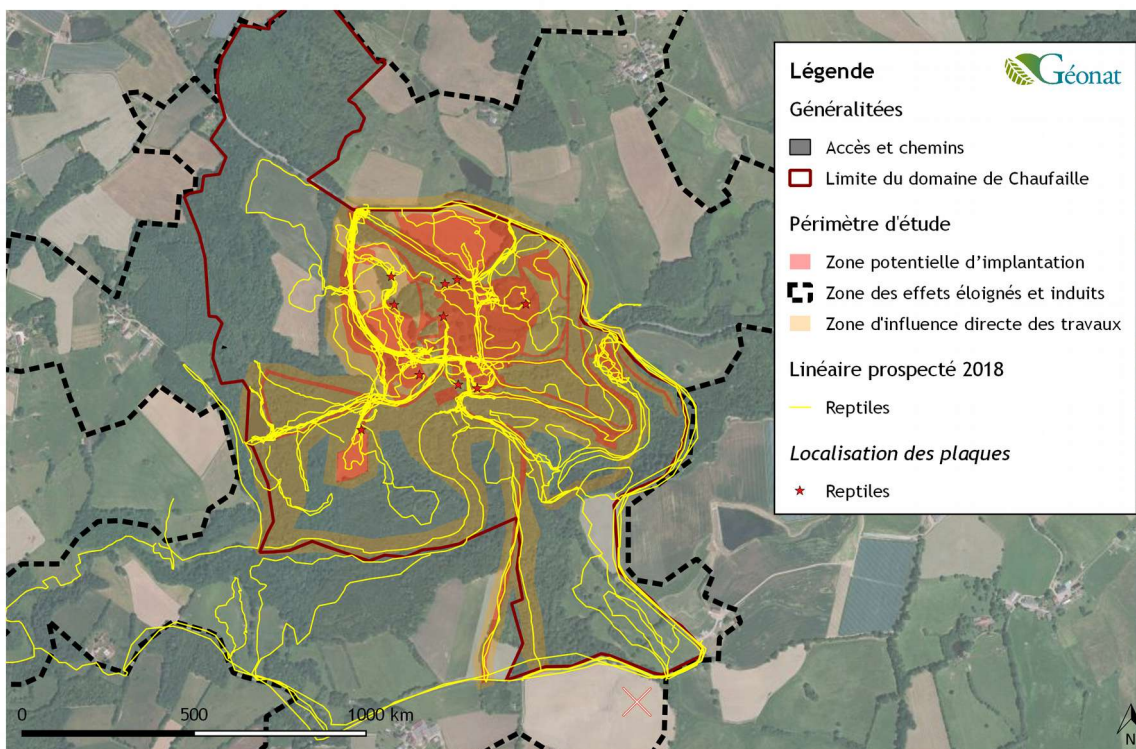 Légende
Géonat
Généralitées
Accès et chemins
Limite du domaine de Chaufaille
Périmètre d'étude
Zone potentielle d'implantation
Zone des effets éloignés et induits
Zone d'influence directe des travaux
Linéaire prospecté 2018
Reptiles
Localisation des plaques
Reptiles
0 500 1000 km
N